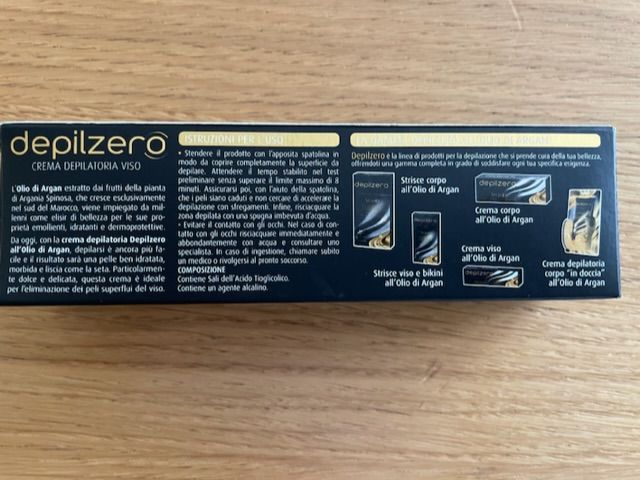 depilzero
CREMA DEPILATORIA VISO
L'Olio di Argan estratto dai frutti della pianta
di Argania Spinosa, che cresce esclusivamente
nel sud del Marocco, viene impiegato da mil-
lenni come elisir di bellezza per le sue pro-
prietà emollienti, idratanti e dermoprotettive.
Da oggi, con la crema depilatoria Depilzero
all'Olio di Argan, depilarsi è ancora più fa-
cile e il risultato sarà una pelle ben idratata,
morbida e liscia come la seta. Particolarmen-
te dolce e delicata, questa crema è ideale
per l'eliminazione dei peli superflui del viso.
ISTRUZIONI PER L'USO
• Stendere il prodotto con l'apposita spatolina in
modo da coprire completamente la superficie da
depilare. Attendere il tempo stabilito nel test
preliminare senza superare il limite massimo di 8
minuti. Assicurarsi poi, con l'aiuto della spatolina,
che i peli siano caduti e non cercare di accelerare la
depilazione con sfregamenti. Infine, risciacquare la
zona depilata con una spugna imbevuta d'acqua.
• Evitare il contatto con gli occhi. Nel caso di con-
tatto con gli occhi risciacquare immediatamente e
abbondantemente con acqua e consultare uno
specialista. In caso di ingestione, chiamare subito
un medico o rivolgersi al pronto soccorso.
COMPOSIZIONE
Contiene Sali dell'Acido Tioglicolico.
Contiene un agente alcalino.
Depilzero è la linea di prodotti per la depilazione che si prende cura della tua bellezza,
offrendoti una gamma completa in grado di soddisfare ogni tua specifica esigenza.
depilzero
Strisce corpo
all'Olio di Argan
depilzero
Crema corpo
all'Olio di Argan
depilzero
Strisce viso e bikini
all'Olio di Argan
Crema viso
all'Olio di Argan
depilzero
Crema depilatoria
corpo "in doccia"
all'Olio di Argan